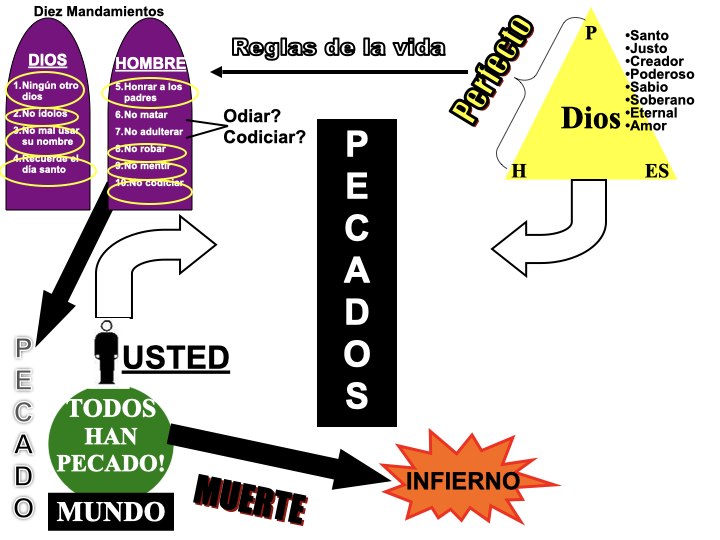 Diez Mandamientos
DIOS
1.Ningún otro
dios
2.No ídolos
3.No mal usar
su nombre
4.Recuerde el
día santo
HOMBRE
5.Honrar a los
padres
6.No matar
7.No adulterar
8.No robar
9.No mentir
10.No codiciar
Odiar?
Codiciar?
Reglas de la vida
Perfecto
P
Dios
H
ES
•Santo
•Justo
•Creador
•Poderoso
•Sabio
•Soberano
•Eternal
•Amor
PECADOS
PECADO
USTED
TODOS
HAN
PECADO!
MUNDO
MUERTE
INFIERNO